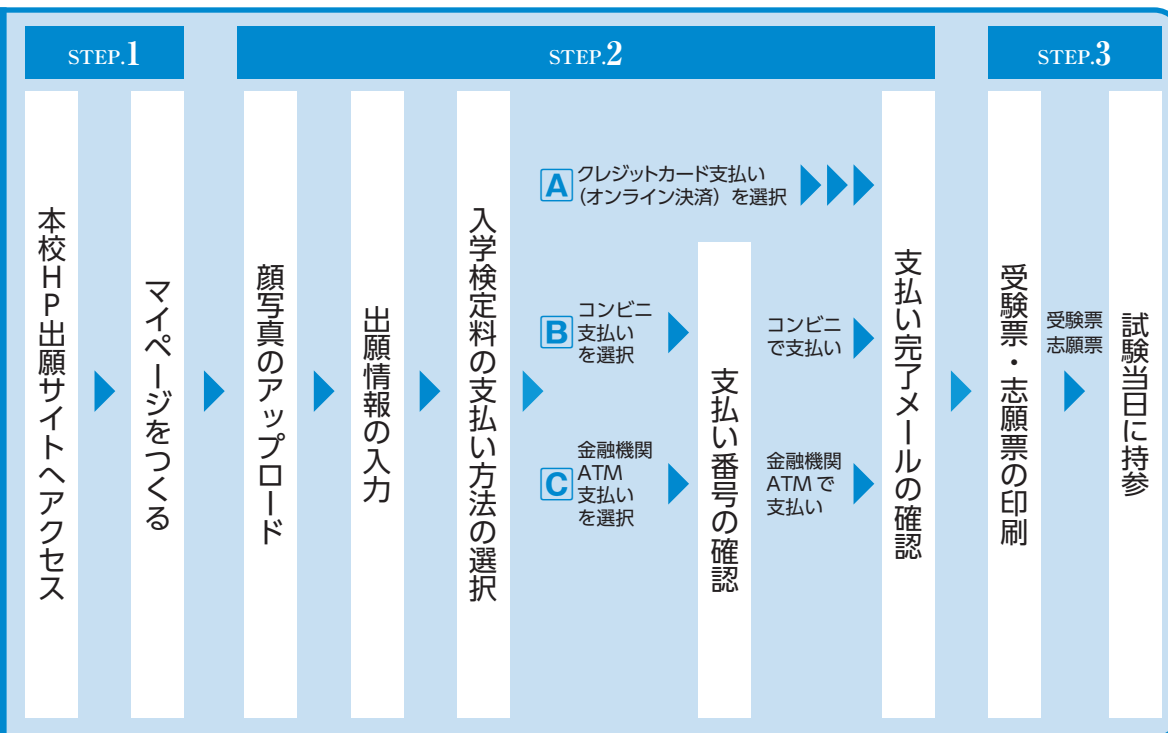 STEP.1
本校HP出願サイトへアクセス
マイページをつくる
STEP.2
顔写真のアップロード
出願情報の入力
入学検定料の支払い方法の選択
A クレジットカード支払い
(オンライン決済)を選択
B コンビニ
支払い
を選択
C 金融機関
ATM
支払い
を選択
支払い番号の確認
コンビニ
で支払い
金融機関
ATMで
支払い
支払い完了メールの確認
STEP.3
受験票・志願票の印刷
受験票
志願票
試験当日に持参